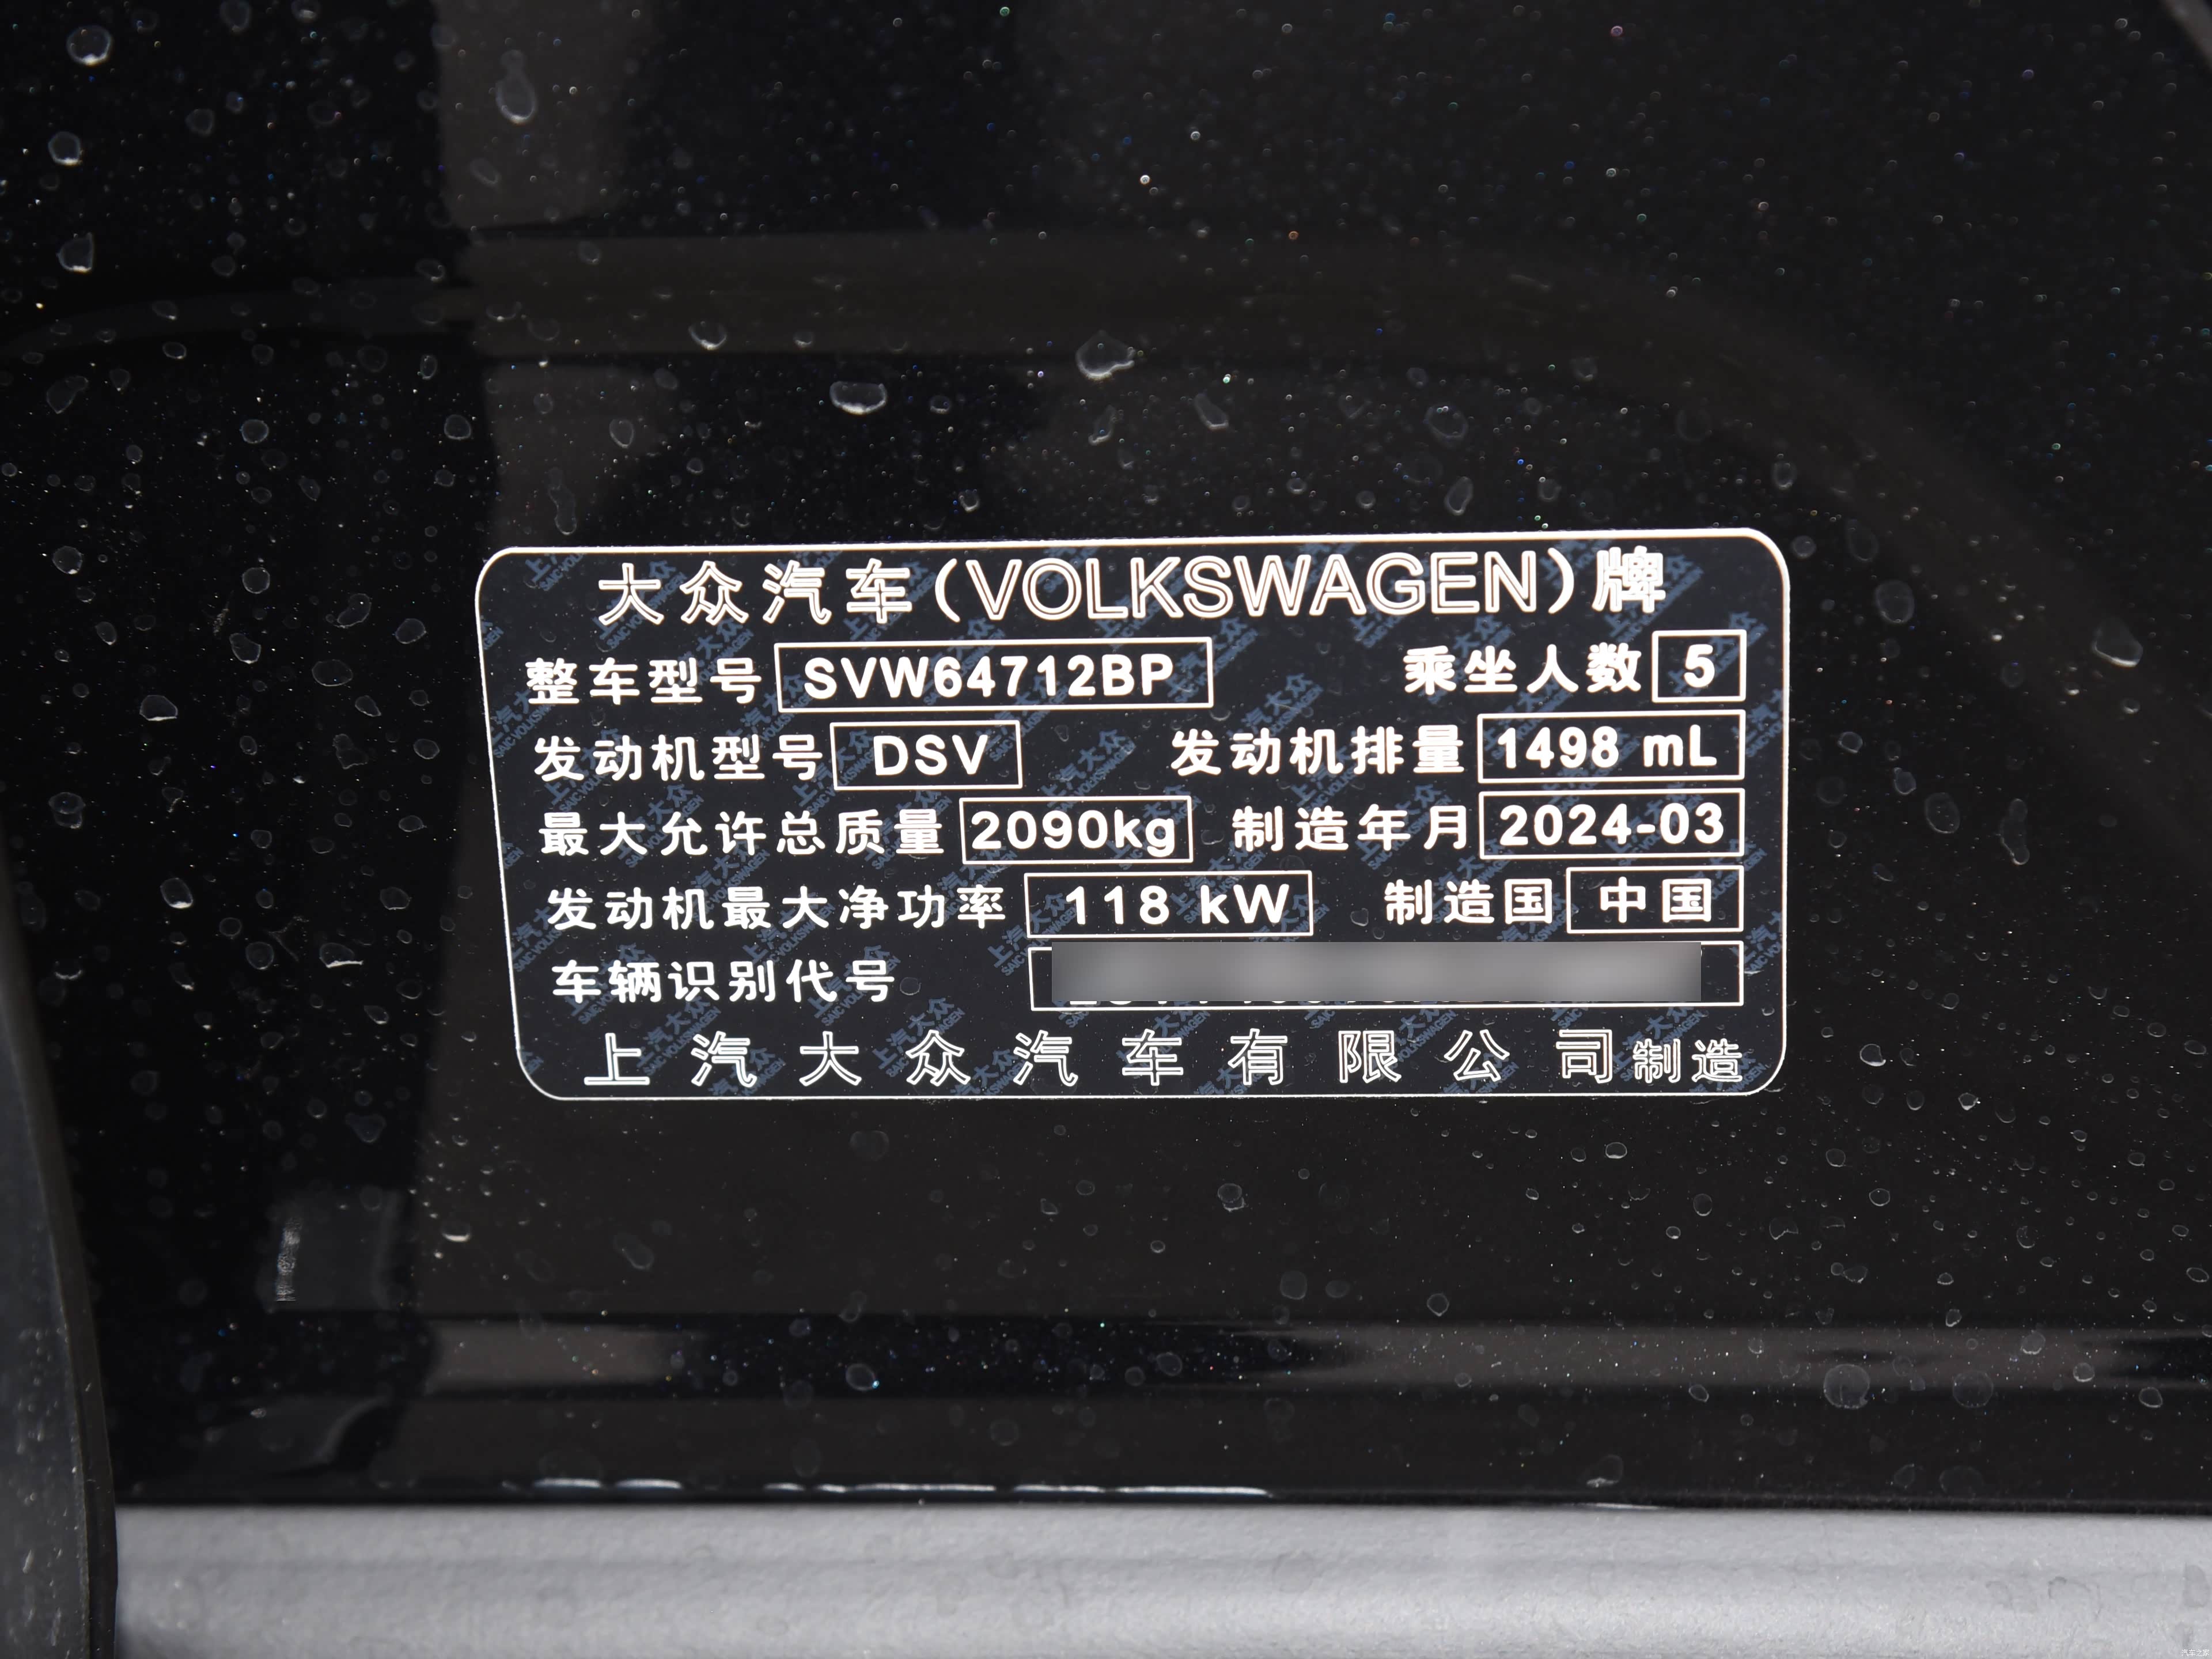 大众汽车(VOLKSWAGEN)牌
整车型号 SVW64712BP 乘坐人数 5
发动机型号 DSV 发动机排量 1498 mL
最大允许总质量 2090kg 制造年月 2024-03
发动机最大净功率 118 kW 制造国 中国
车辆识别代号
上汽大众汽车有限公司制造